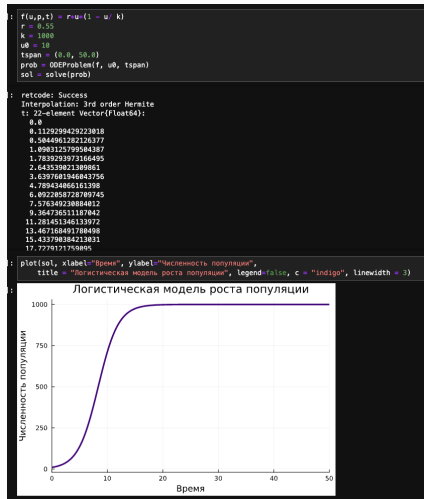 ]: f(u,p,t) = r*u*(1 - u/ k)
r = 0.55
k = 1000
u0 = 10
tspan = (0.0, 50.0)
prob = ODEProblem(f, u0, tspan)
sol = solve(prob)
]: retcode: Success
Interpolation: 3rd order Hermite
t: 22-element Vector{Float64}:
0.0
0.1129299429223018
0.5044961282126377
1.0903125799504387
1.7839293973166495
2.643539021309861
3.6397601946043756
4.789434066161398
6.0922058728709745
7.576349230884012
9.364736511187042
11.281451346133972
13.467168491780498
15.433790384213031
17.7279121759095
]: plot(sol, xlabel="Время", ylabel="Численность популяции",
title = "Логистическая модель роста популяции", legend=false, c = "indigo", linewidth = 3)
]:
Логистическая модель роста популяции
1000
750
500
250
0
Численность популяции
0 10 20 30 40 50
Время